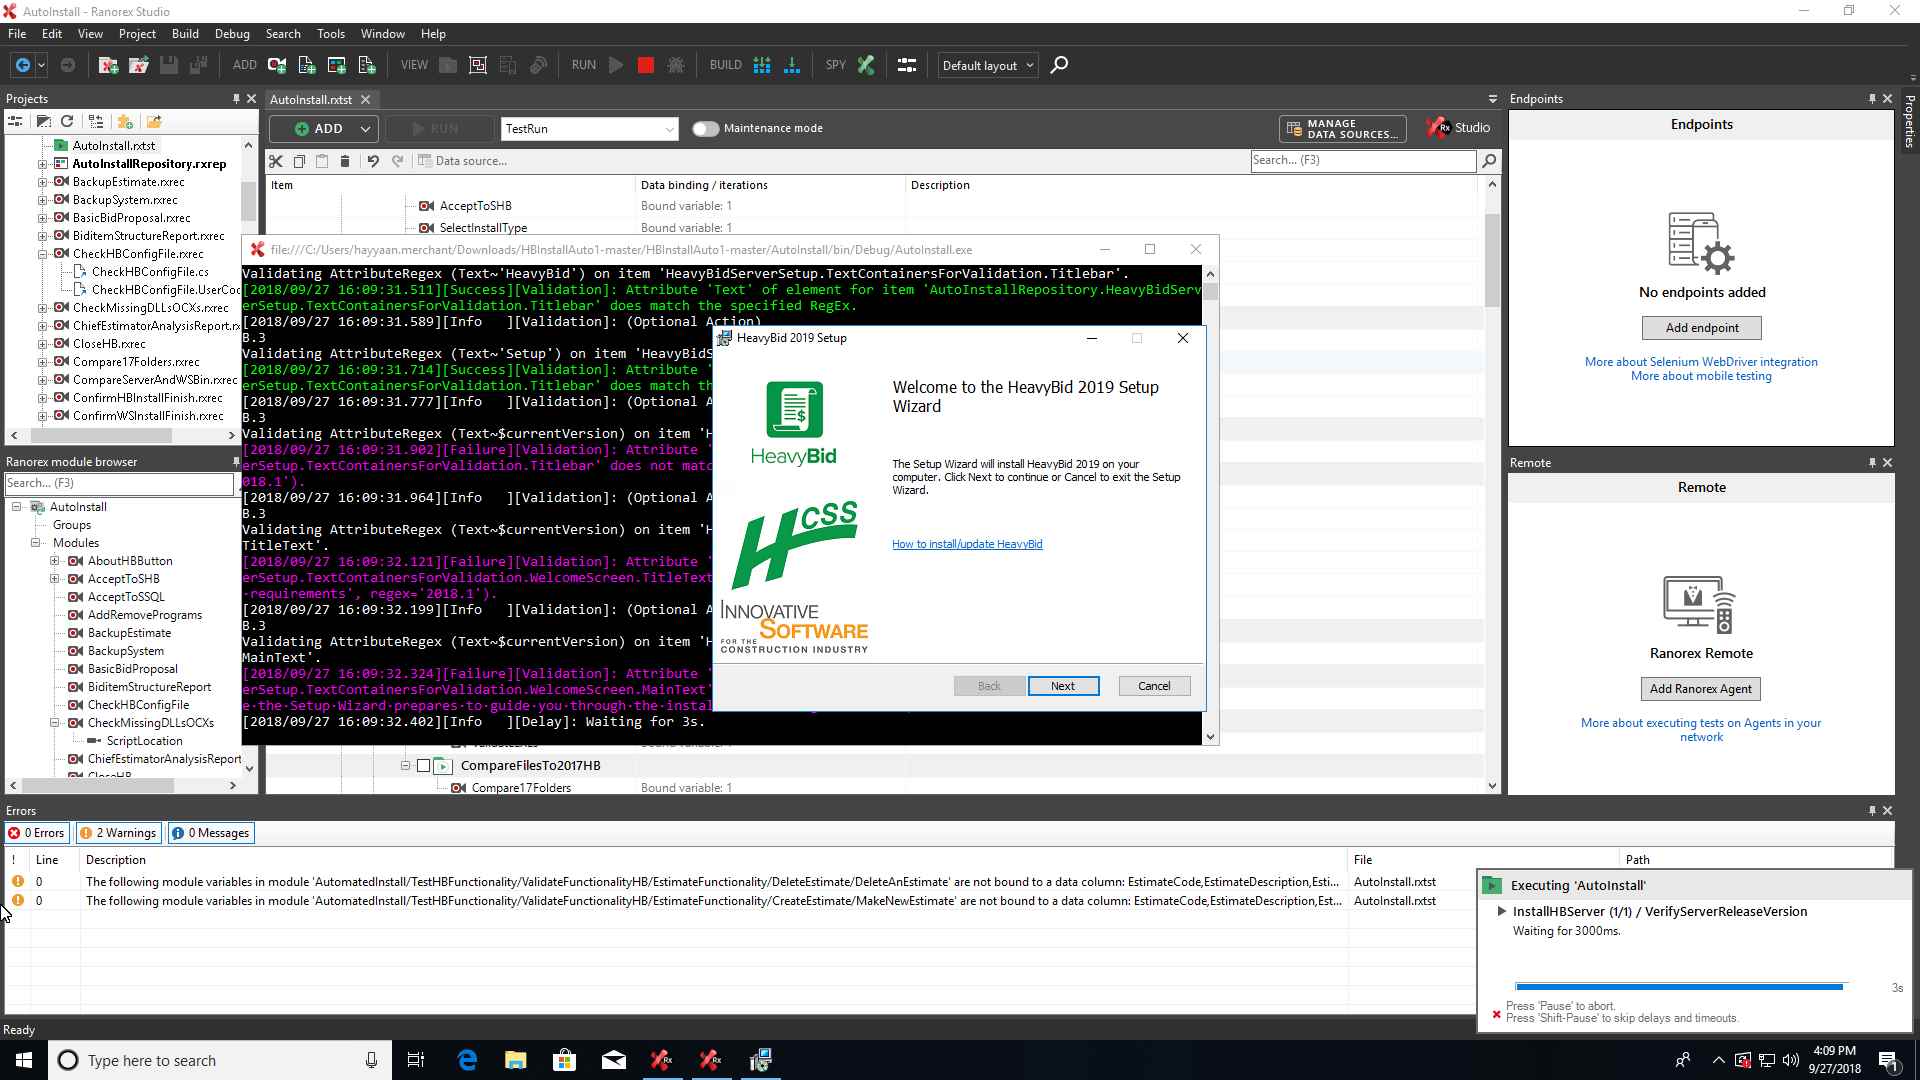 AutoInstall - Ranorex Studio
File Edit View Project Build Debug Search Tools Window Help
ADD VIEW RUN BUILD SPY Default layout
Projects
AutoInstall.rxtst
AutoInstallRepository.rxrep
BackupEstimate.rxrec
BackupSystem.rxrec
BasicBidProposal.rxrec
BiditemStructureReport.rxrec
CheckHBConfigFile.rxrec
CheckHBConfigFile.cs
CheckHBConfigFile.UserCod
CheckMissingDLLsOCXs.rxrec
ChiefEstimatorAnalysisReport.rx
CloseHB.rxrec
Compare17Folders.rxrec
CompareServerAndWSBin.rxrec
ConfirmHBInstallFinish.rxrec
ConfirmWSInstallFinish.rxrec
Ranorex module browser
Search... (F3)
AutoInstall
Groups
Modules
AboutHBButton
AcceptToSHB
AcceptToSSQL
AddRemovePrograms
BackupEstimate
BackupSystem
BasicBidProposal
BiditemStructureReport
CheckHBConfigFile
CheckMissingDLLsOCXs
ScriptLocation
ChiefEstimatorAnalysisReport
CloseHB
AutoInstall.rxtst
ADD RUN TestRun Maintenance mode MANAGE DATA SOURCES... Rx Studio
Data source... Search... (F3)
Item Data binding / iterations Description
AcceptToSHB Bound variable: 1
SelectInstallType Bound variable: 1
file:///C:/Users/hayyaan.merchant/Downloads/HBInstallAuto1-master/HBInstallAuto1-master/AutoInstall/bin/Debug/AutoInstall.exe
Validating AttributeRegex (Text~'HeavyBid') on item 'HeavyBidServerSetup.TextContainersForValidation.Titlebar'.
[2018/09/27 16:09:31.511][Success][Validation]: Attribute 'Text' of element for item 'AutoInstallRepository.HeavyBidServ
erSetup.TextContainersForValidation.Titlebar' does match the specified RegEx.
[2018/09/27 16:09:31.589][Info   ][Validation]: (Optional Action)
B.3
Validating AttributeRegex (Text~'Setup') on item 'HeavyBidS
[2018/09/27 16:09:31.714][Success][Validation]: Attribute '
erSetup.TextContainersForValidation.Titlebar' does match th
[2018/09/27 16:09:31.777][Info   ][Validation]: (Optional A
B.3
Validating AttributeRegex (Text~$currentVersion) on item 'H
[2018/09/27 16:09:31.902][Failure][Validation]: Attribute '
erSetup.TextContainersForValidation.Titlebar' does not matc
018.1').
[2018/09/27 16:09:31.964][Info   ][Validation]: (Optional A
B.3
Validating AttributeRegex (Text~$currentVersion) on item 'H
TitleText'.
[2018/09/27 16:09:32.121][Failure][Validation]: Attribute '
erSetup.TextContainersForValidation.WelcomeScreen.TitleText
-requirements', regex='2018.1').
[2018/09/27 16:09:32.199][Info   ][Validation]: (Optional A
B.3
Validating AttributeRegex (Text~$currentVersion) on item 'H
MainText'.
[2018/09/27 16:09:32.324][Failure][Validation]: Attribute '
erSetup.TextContainersForValidation.WelcomeScreen.MainText'
e·the·Setup·Wizard·prepares·to·guide·you·through·the·instal
[2018/09/27 16:09:32.402][Info   ][Delay]: Waiting for 3s.
HeavyBid 2019 Setup
HeavyBid
HCSS
INNOVATIVE
SOFTWARE
FOR THE
CONSTRUCTION INDUSTRY
Welcome to the HeavyBid 2019 Setup
Wizard
The Setup Wizard will install HeavyBid 2019 on your
computer. Click Next to continue or Cancel to exit the Setup
Wizard.
How to install/update HeavyBid
Back Next Cancel
CompareFilesTo2017HB
Compare17Folders Bound variable: 1
Endpoints
Endpoints
No endpoints added
Add endpoint
More about Selenium WebDriver integration
More about mobile testing
Remote
Remote
Ranorex Remote
Add Ranorex Agent
More about executing tests on Agents in your
network
Properties
Errors
0 Errors 2 Warnings 0 Messages
! Line Description File Path
0 The following module variables in module 'AutomatedInstall/TestHBFunctionality/ValidateFunctionalityHB/EstimateFunctionality/DeleteEstimate/DeleteAnEstimate' are not bound to a data column: EstimateCode,EstimateDescription,Esti... AutoInstall.rxtst
0 The following module variables in module 'AutomatedInstall/TestHBFunctionality/ValidateFunctionalityHB/EstimateFunctionality/CreateEstimate/MakeNewEstimate' are not bound to a data column: EstimateCode,EstimateDescription,Est... AutoInstall.rxtst
Executing 'AutoInstall'
InstallHBServer (1/1) / VerifyServerReleaseVersion
Waiting for 3000ms.
3s
Press 'Pause' to abort.
Press 'Shift-Pause' to skip delays and timeouts.
Ready
Type here to search
4:09 PM
9/27/2018
1